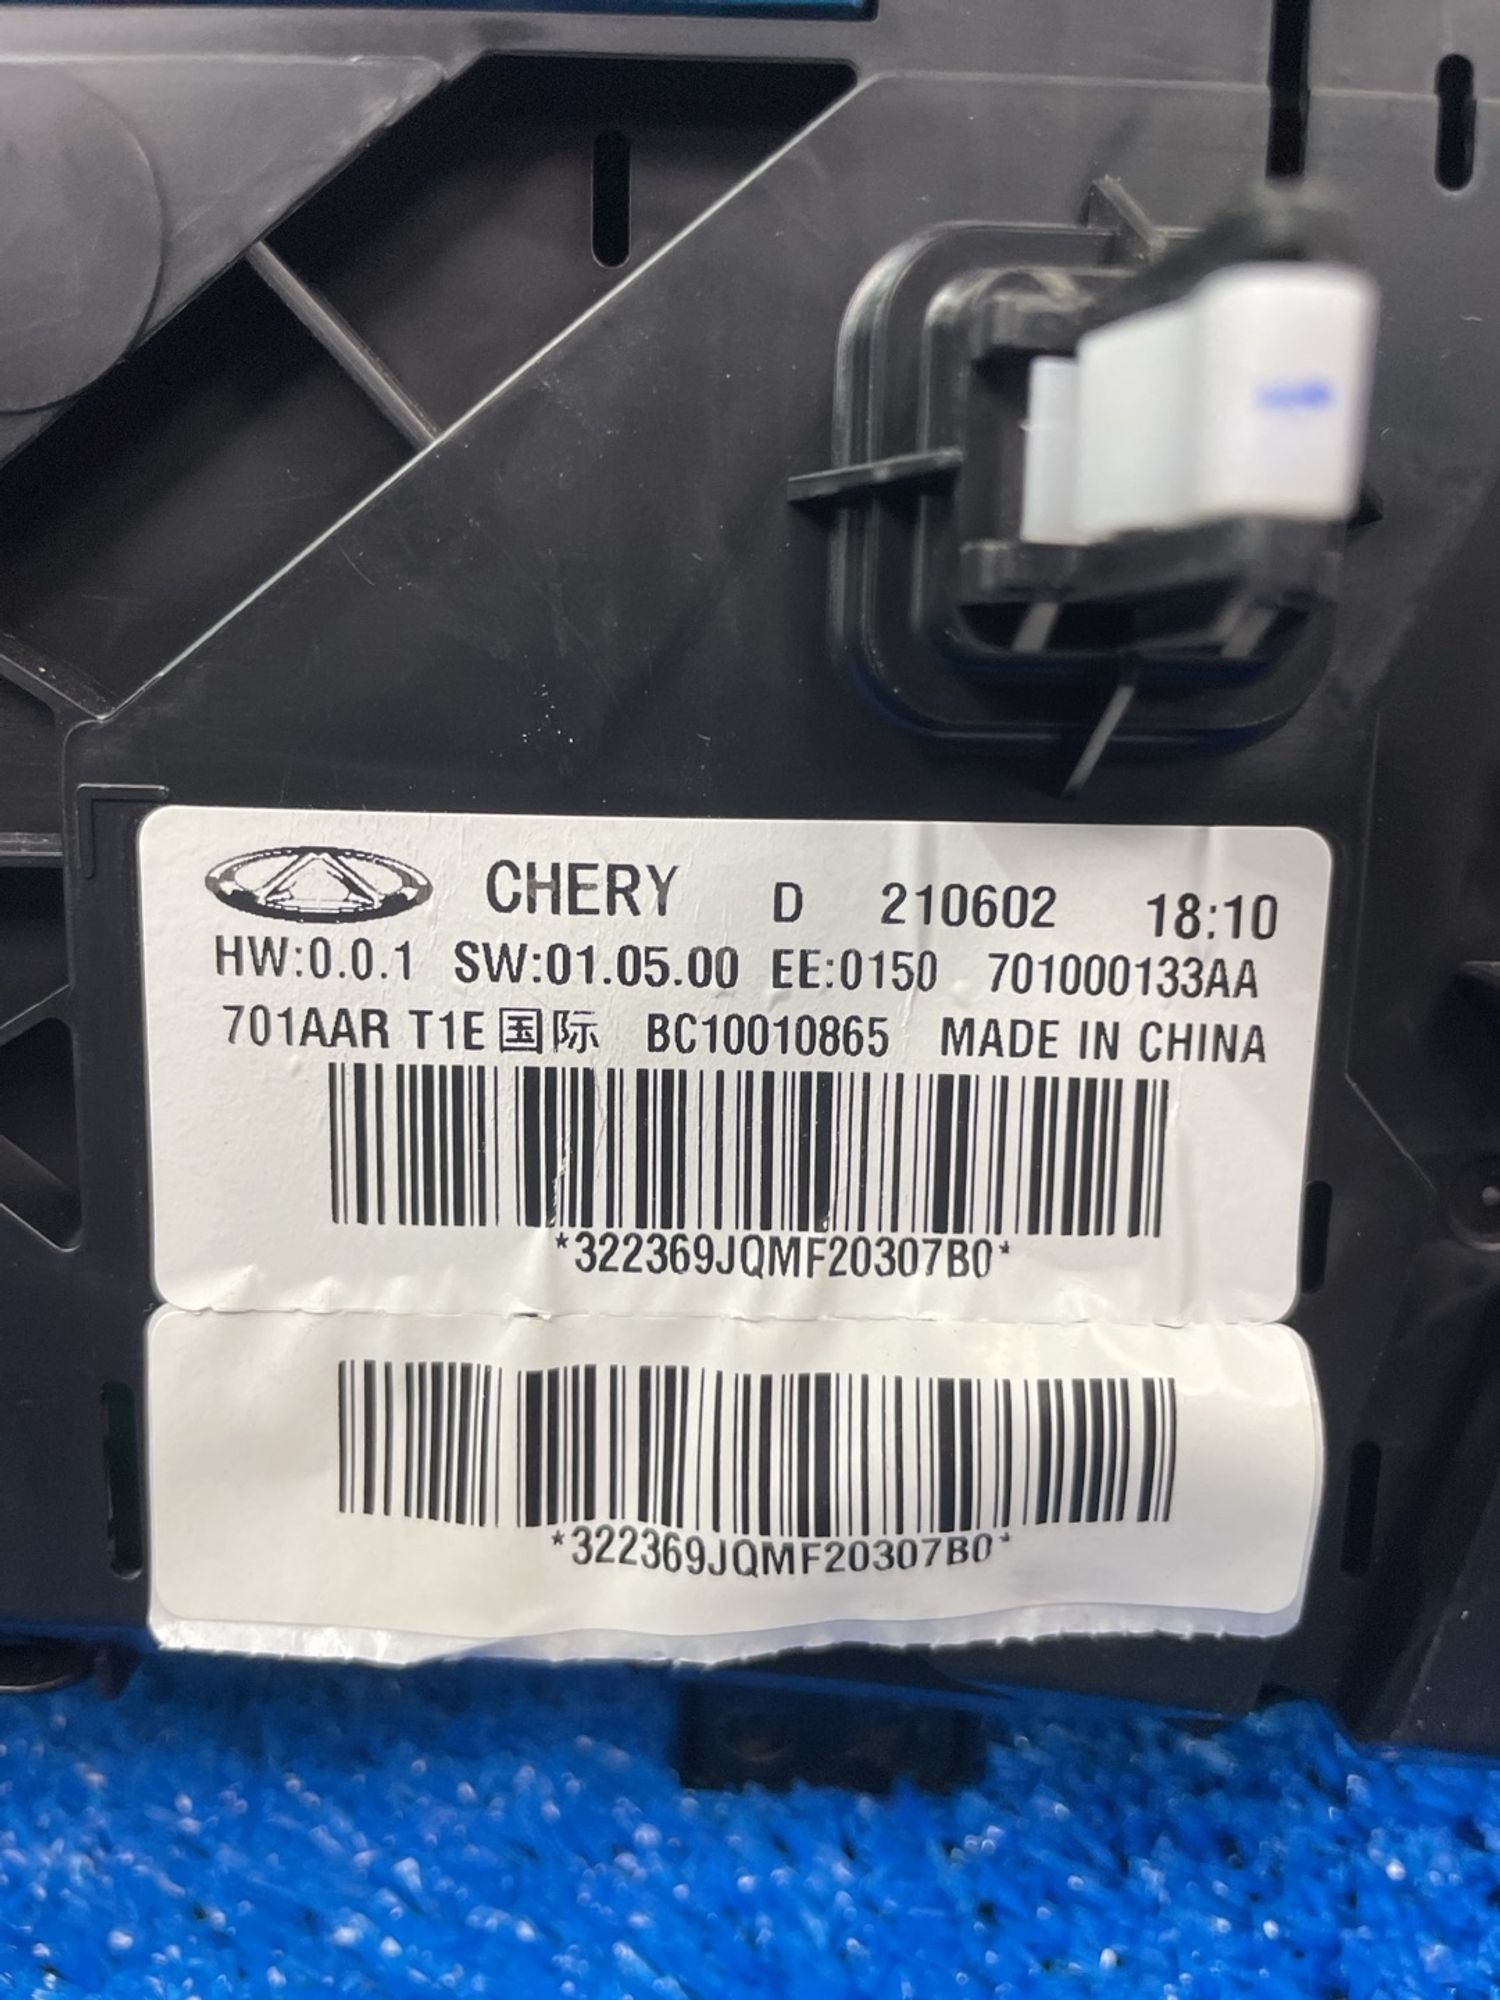 CHERY D 210602 18:10
HW:0.0.1 SW:01.05.00 EE:0150 701000133AA
701AAR T1E 国际 BC10010865 MADE IN CHINA
*322369JQMF20307B0*
*322369JQMF20307B0*